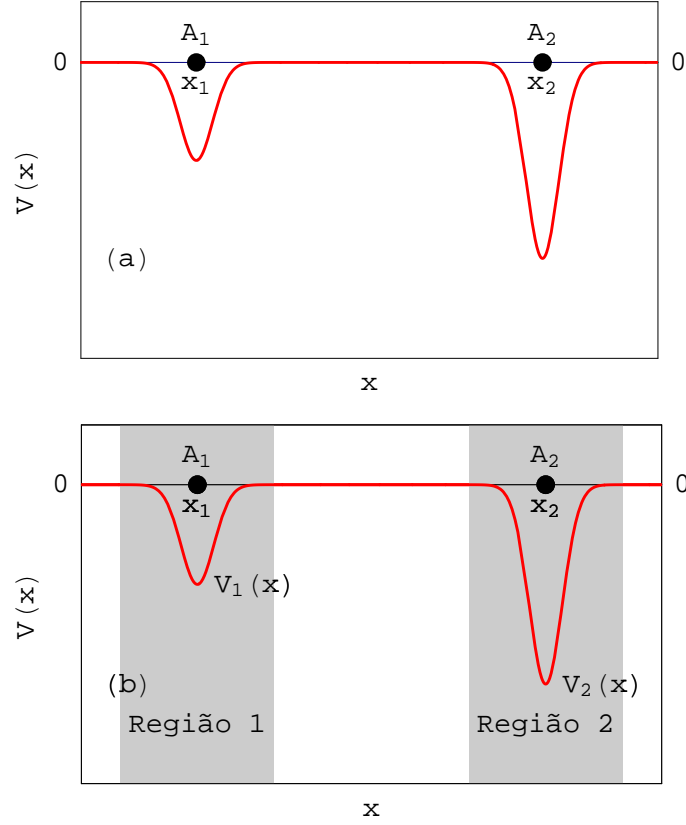 A₁ A₂
0 0
x₁ x₂
V(x)
(a)
x
A₁ A₂
0 0
x₁ x₂
V₁(x)
V(x)
(b) V₂(x)
Região 1 Região 2
x